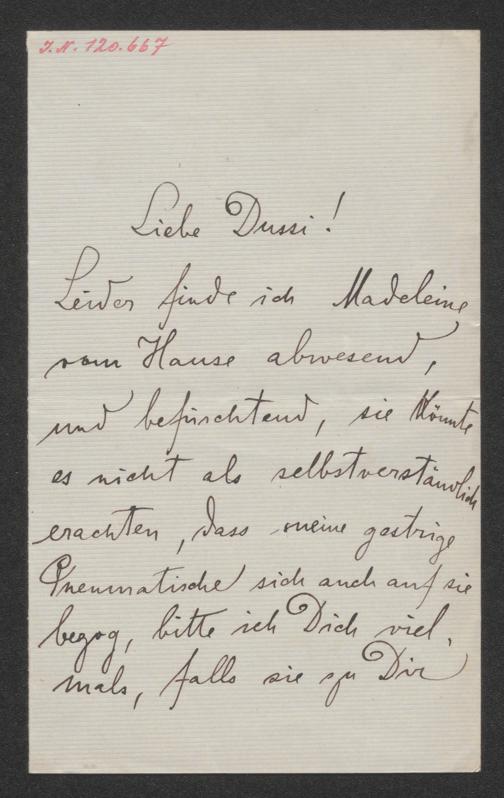 J.N. 120.667
Liebe Dussi!
Leider finde ich Madeleine
vom Hause abwesend,
und befürchtend, sie könnte
es nicht als selbstverständlich
erachten, dass meine gestrige
Pneumatische sich auch auf sie
bezog, bitte ich Dich viel-
mals, falls sie zu Dir